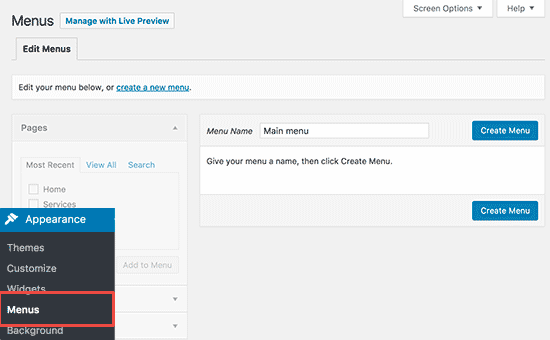 Screen Options Help
Menus Manage with Live Preview
Edit Menus
Edit your menu below, or create a new menu.
Pages
Most Recent View All Search
Home
Services
Add to Menu
Menu Name Main menu Create Menu
Give your menu a name, then click Create Menu.
Create Menu
Appearance
Themes
Customize
Widgets
Menus
Background